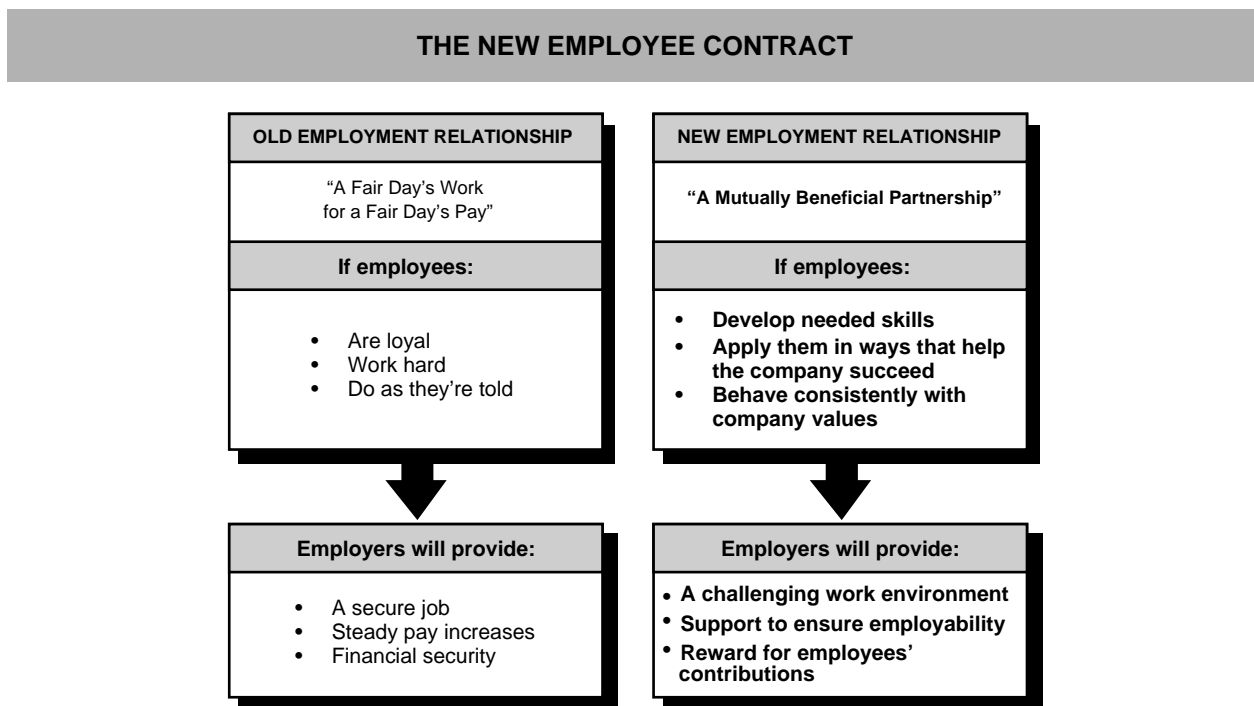 THE NEW EMPLOYEE CONTRACT
OLD EMPLOYMENT RELATIONSHIP
“A Fair Day’s Work
for a Fair Day’s Pay”
If employees:
• Are loyal
• Work hard
• Do as they’re told
Employers will provide:
• A secure job
• Steady pay increases
• Financial security
NEW EMPLOYMENT RELATIONSHIP
“A Mutually Beneficial Partnership”
If employees:
• Develop needed skills
• Apply them in ways that help
the company succeed
• Behave consistently with
company values
Employers will provide:
• A challenging work environment
• Support to ensure employability
• Reward for employees’
contributions